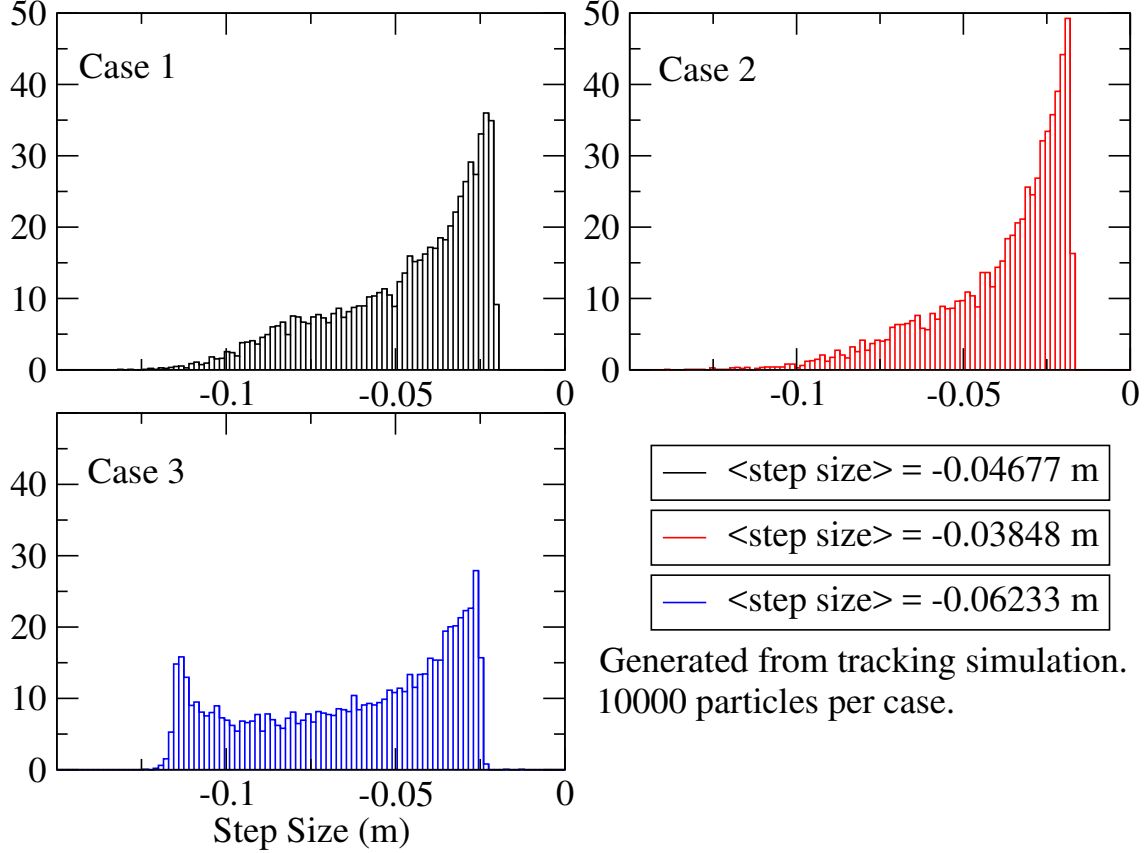 50
40
30
20
10
0
Case 1
-0.1
-0.05
0
50
40
30
20
10
0
Case 2
-0.1
-0.05
0
40
30
20
10
0
Case 3
-0.1
-0.05
0
Step Size (m)
<step size> = -0.04677 m
<step size> = -0.03848 m
<step size> = -0.06233 m
Generated from tracking simulation.
10000 particles per case.